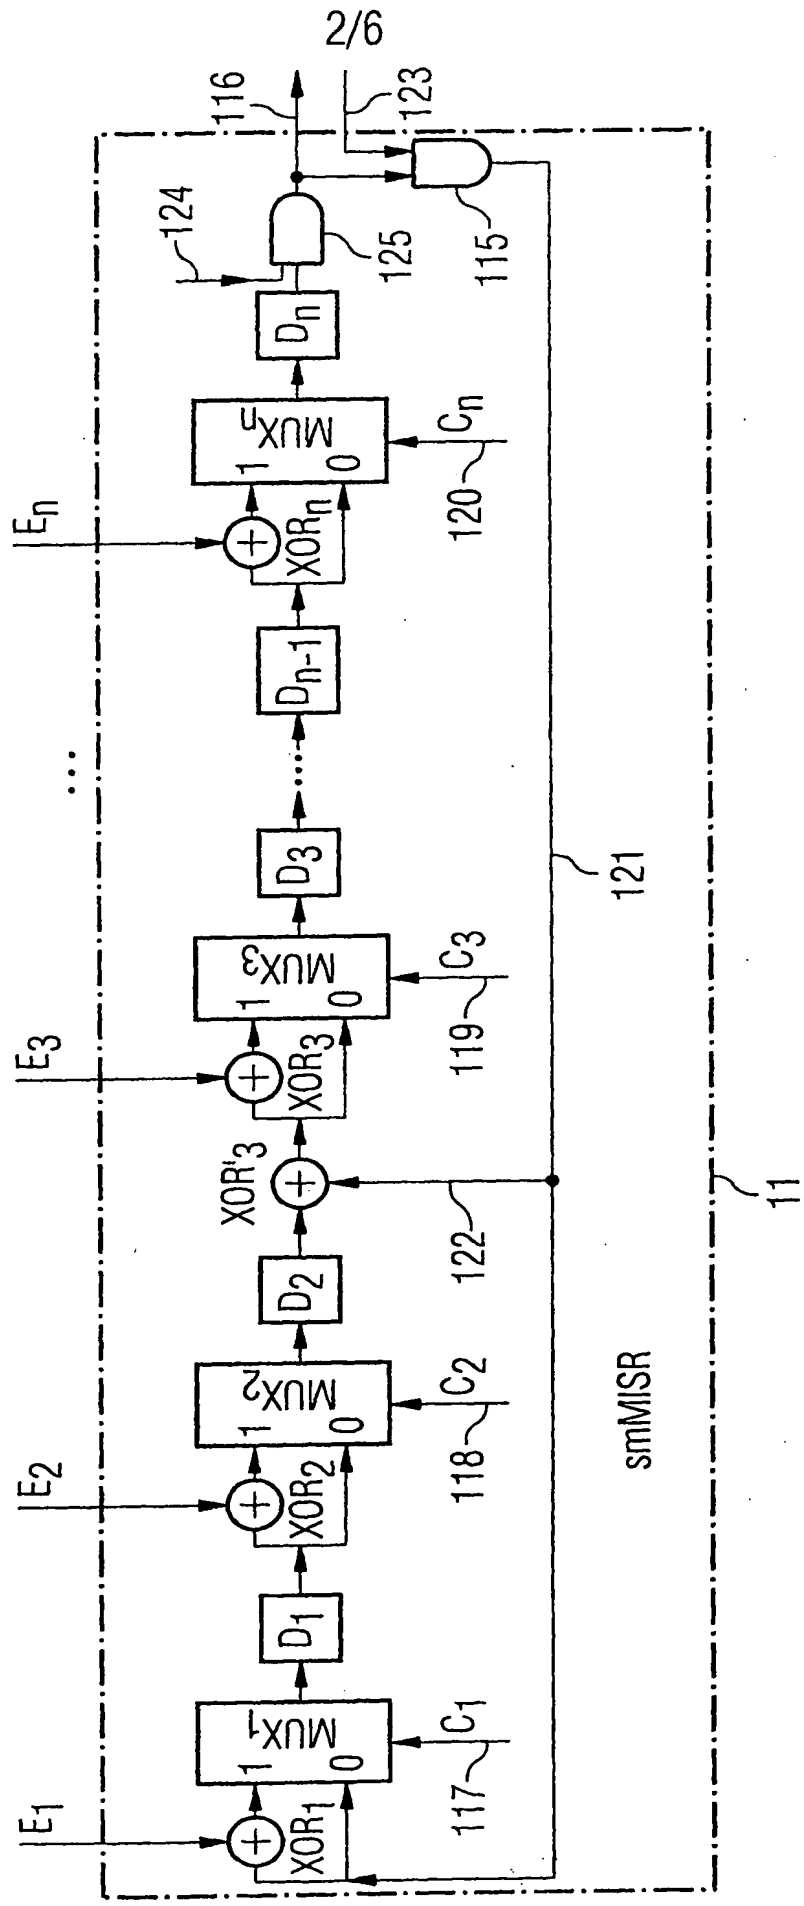 2/6
E1
E2
E3
...
En
116
123
124
125
115
XOR1
1
0
MUX1
D1
XOR2
1
0
MUX2
D2
XOR'3
XOR3
1
0
MUX3
D3
....
Dn-1
XORn
1
0
MUXn
Dn
C1
117
C2
118
122
C3
119
121
Cn
120
smMISR
11